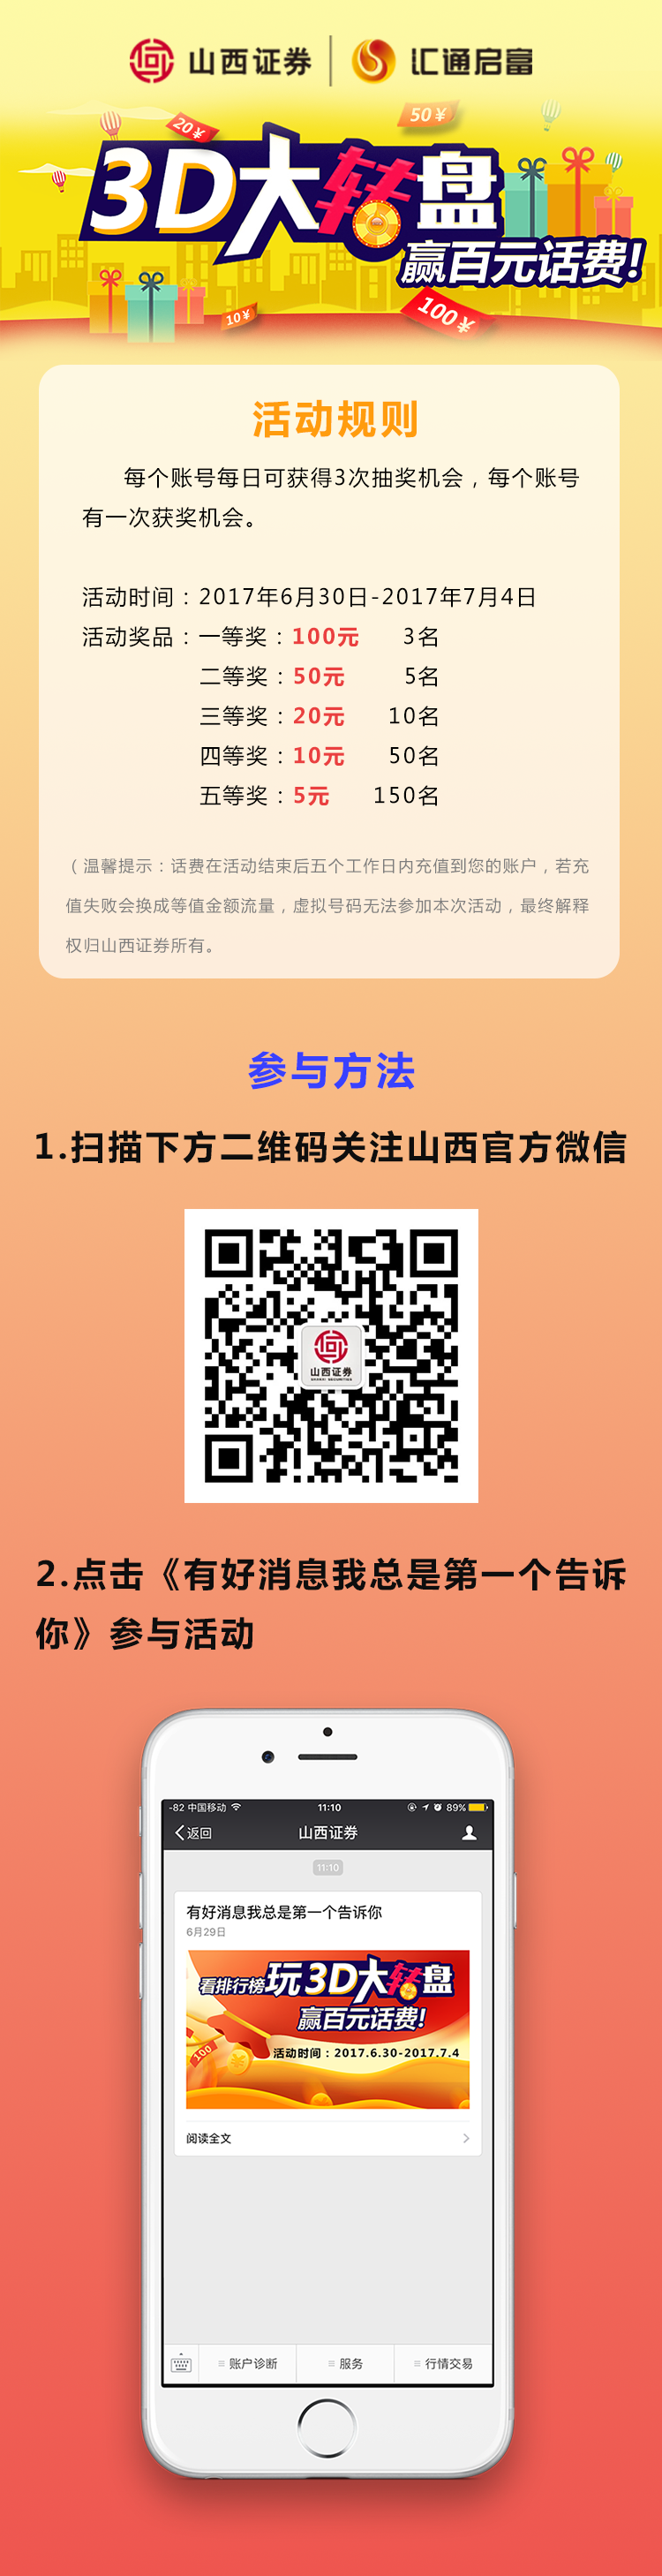 山西证券 汇通启富
20¥
50¥
3D大转盘
赢百元话费!
10¥
100¥
活动规则
每个账号每日可获得3次抽奖机会，每个账号
有一次获奖机会。
活动时间：2017年6月30日-2017年7月4日
活动奖品：一等奖：100元 3名
二等奖：50元 5名
三等奖：20元 10名
四等奖：10元 50名
五等奖：5元 150名
（温馨提示：话费在活动结束后五个工作日内充值到您的账户，若充
值失败会换成等值金额流量，虚拟号码无法参加本次活动，最终解释
权归山西证券所有。
参与方法
1.扫描下方二维码关注山西官方微信
山西证券
SHANXI SECURITIES
2.点击《有好消息我总是第一个告诉
你》参与活动
-82 中国移动 11:10 89%
返回 山西证券
11:10
有好消息我总是第一个告诉你
6月29日
看排行榜玩3D大转盘
赢百元话费!
100
活动时间：2017.6.30-2017.7.4
阅读全文
账户诊断 服务 行情交易